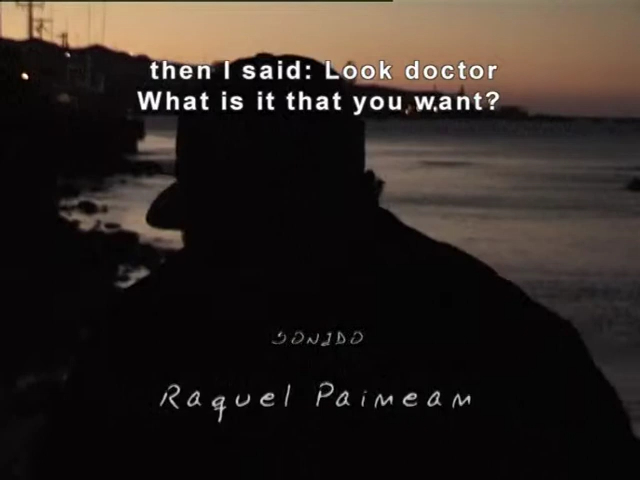 then I said: Look doctor
What is it that you want?
SONIDO
Raquel Paimeam